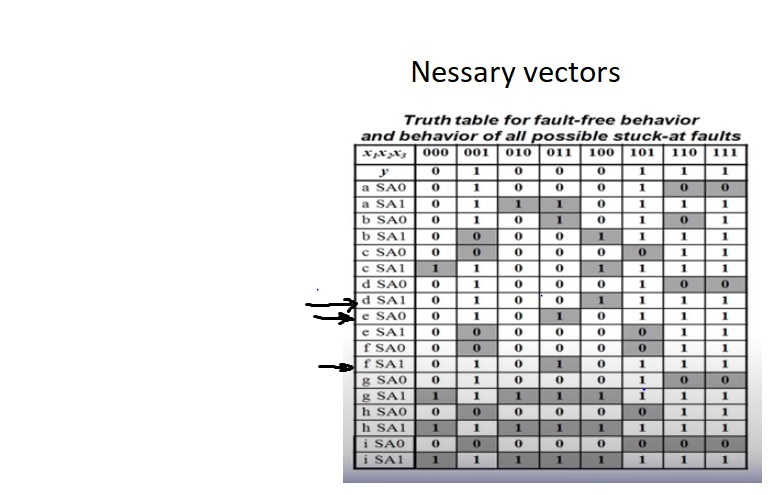 Nessary vectors
Truth table for fault-free behavior
and behavior of all possible stuck-at faults
x₁x₂x₃ 000 001 010 011 100 101 110 111
y 0 1 0 0 0 1 1 1
a SA0 0 1 0 0 0 1 0 0
a SA1 0 1 1 1 0 1 1 1
b SA0 0 1 0 1 0 1 0 1
b SA1 0 0 0 0 1 1 1 1
c SA0 0 0 0 0 0 0 1 1
c SA1 1 1 0 0 1 1 1 1
d SA0 0 1 0 0 0 1 0 0
d SA1 0 1 0 0 1 1 1 1
e SA0 0 1 0 1 0 1 1 1
e SA1 0 0 0 0 0 0 1 1
f SA0 0 0 0 0 0 0 1 1
f SA1 0 1 0 1 0 1 1 1
g SA0 0 1 0 0 0 1 0 0
g SA1 1 1 1 1 1 1 1 1
h SA0 0 0 0 0 0 0 1 1
h SA1 1 1 1 1 1 1 1 1
i SA0 0 0 0 0 0 0 0 0
i SA1 1 1 1 1 1 1 1 1